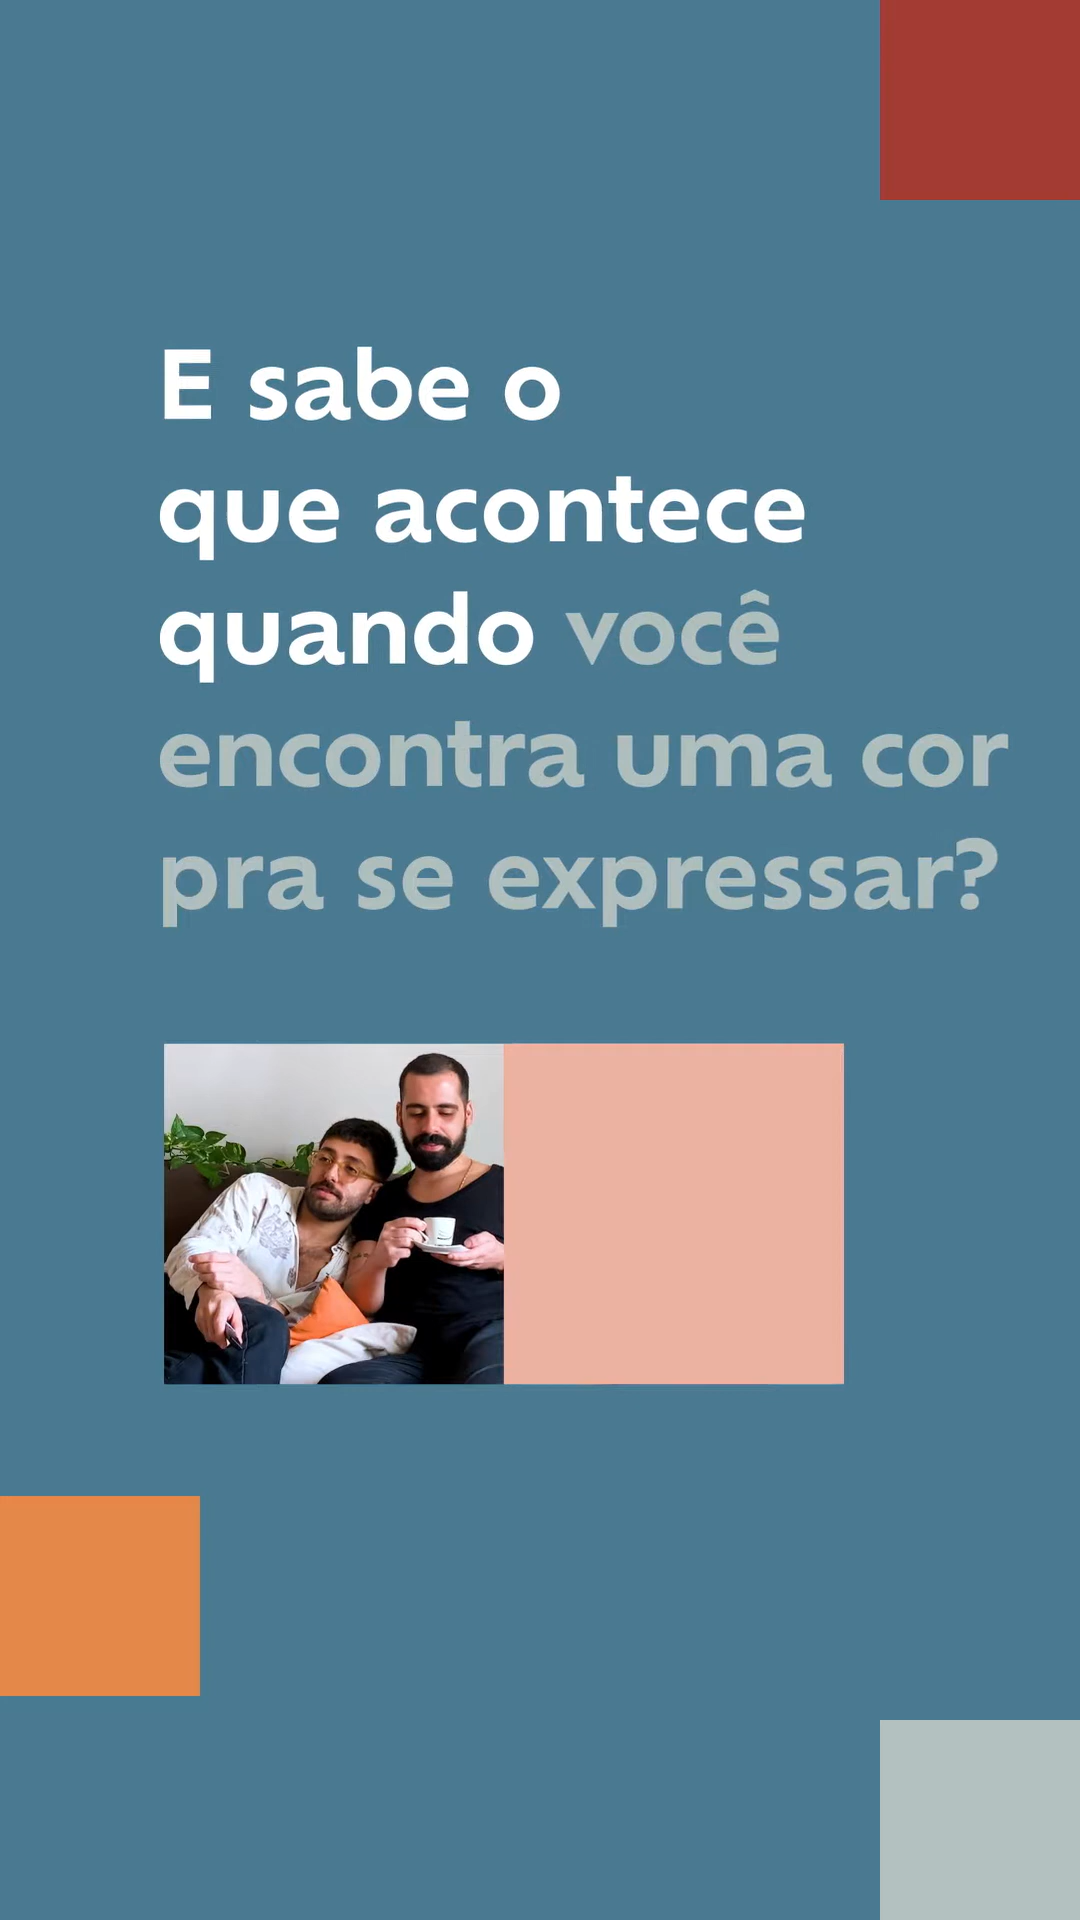 E sabe o
que acontece
quando você
encontra uma cor
pra se expressar?